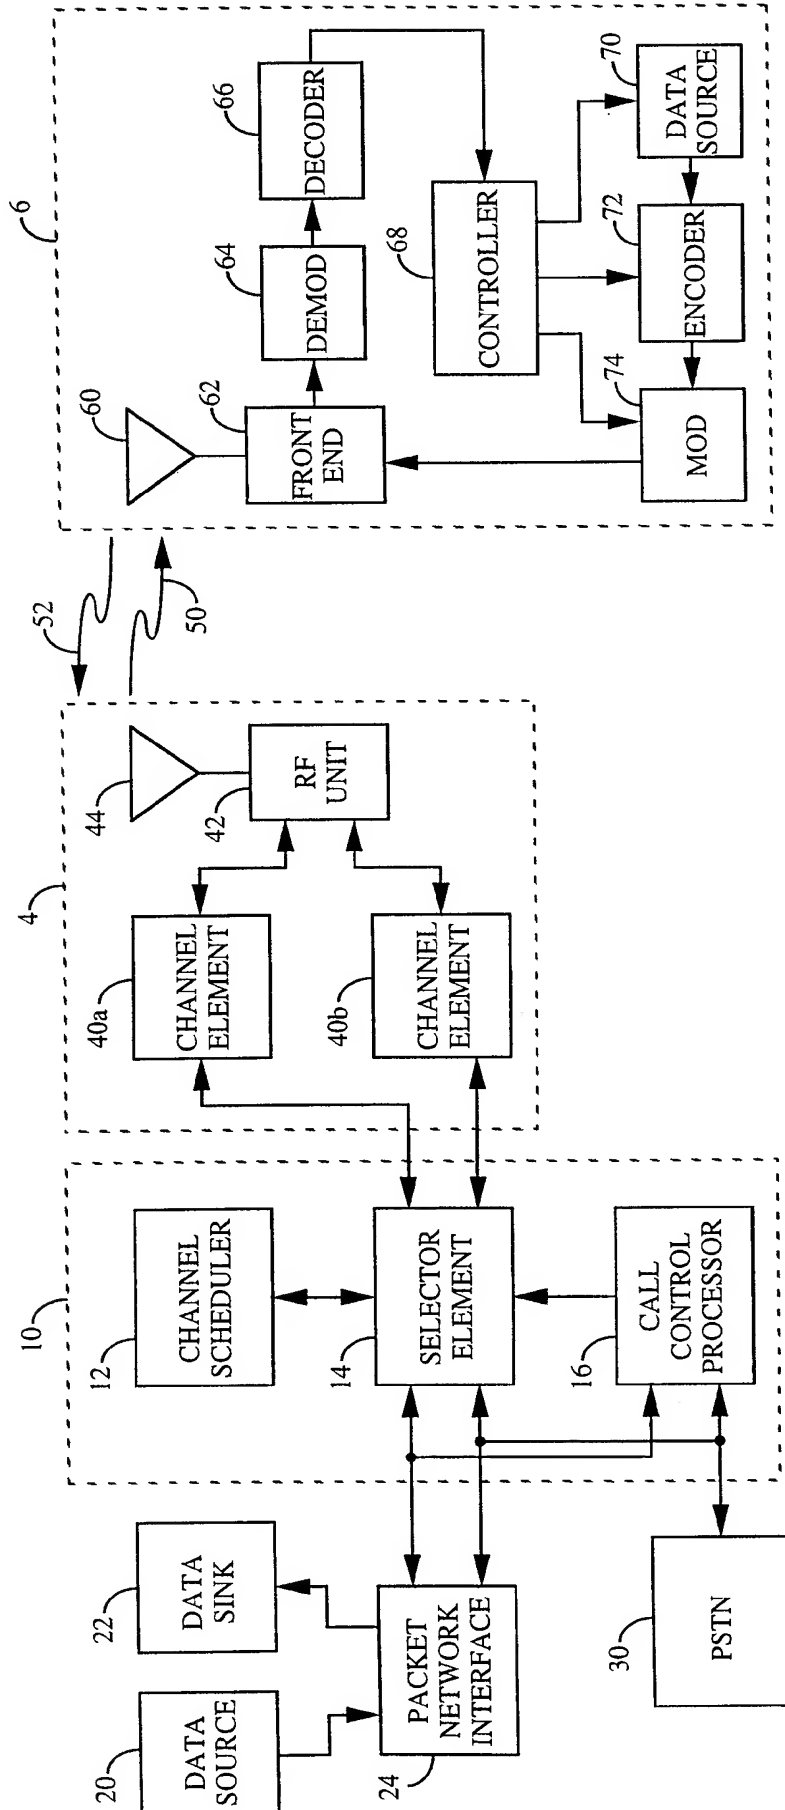 20
DATA
SOURCE
22
DATA
SINK
24
PACKET
NETWORK
INTERFACE
30
PSTN
10
12
CHANNEL
SCHEDULER
14
SELECTOR
ELEMENT
16
CALL
CONTROL
PROCESSOR
4
40a
CHANNEL
ELEMENT
40b
CHANNEL
ELEMENT
44
42
RF
UNIT
52
50
6
60
62
FRONT
END
64
DEMOD
66
DECODER
68
CONTROLLER
70
DATA
SOURCE
72
ENCODER
74
MOD